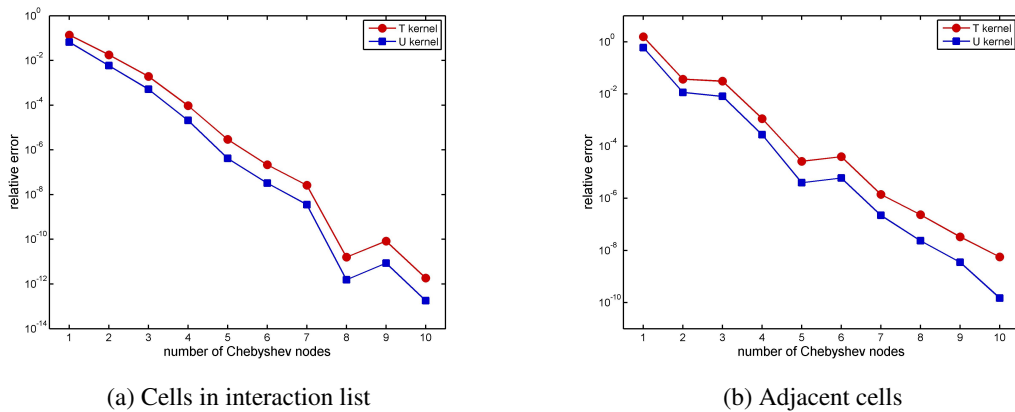 10^0
10^-2
10^-4
10^-6
10^-8
10^-10
10^-12
10^-14
relative error
T kernel
U kernel
1 2 3 4 5 6 7 8 9 10
number of Chebyshev nodes
(a) Cells in interaction list
10^0
10^-2
10^-4
10^-6
10^-8
10^-10
relative error
T kernel
U kernel
1 2 3 4 5 6 7 8 9 10
number of Chebyshev nodes
(b) Adjacent cells